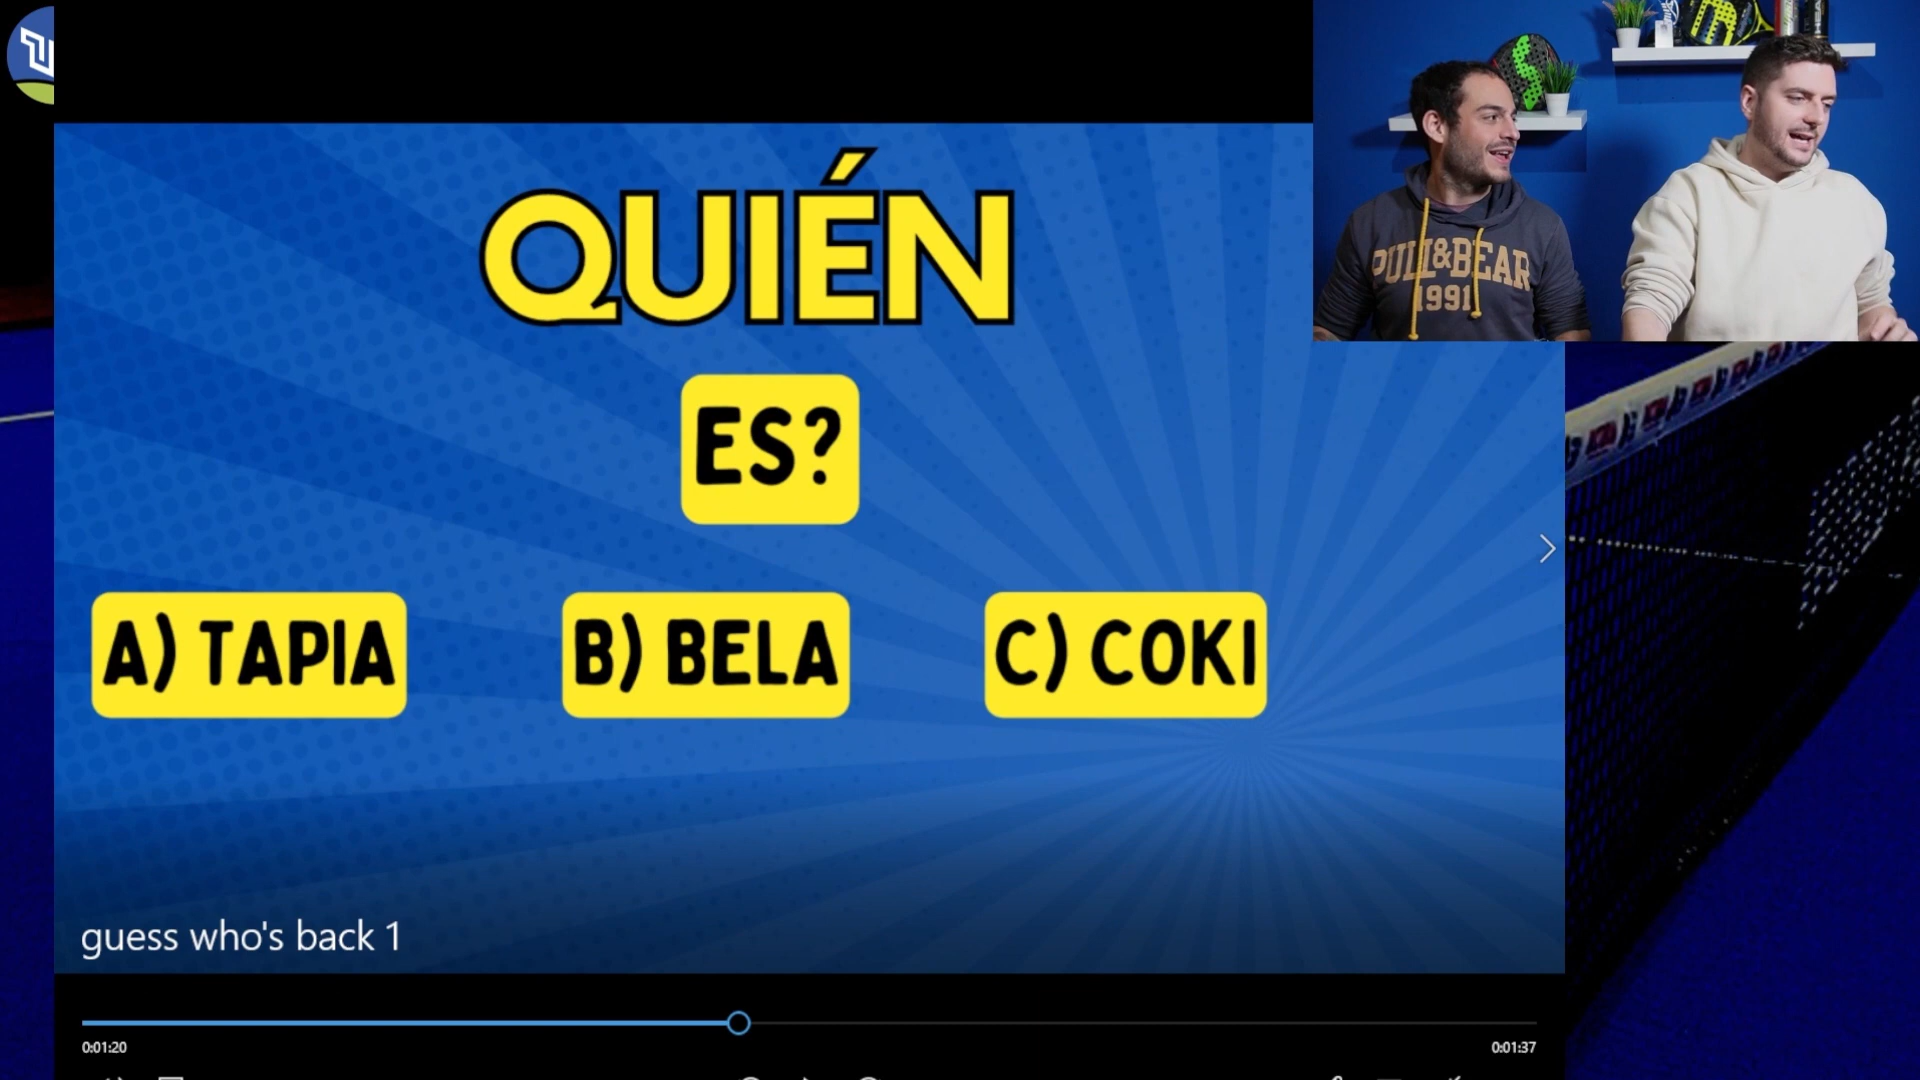 QUIÉN
ES?
A) TAPIA
B) BELA
C) COKI
PULL&BEAR
1991
guess who's back 1
0:01:20
0:01:37